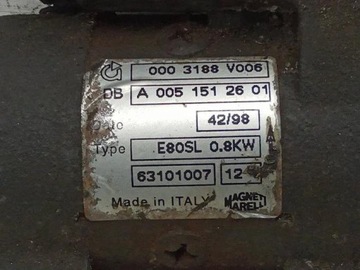 000 3188 V006
DB A 005 151 26 01
Date 42/98
Type E80SL 0.8KW
63101007 12
Made in ITALY MAGNETI MARELLI